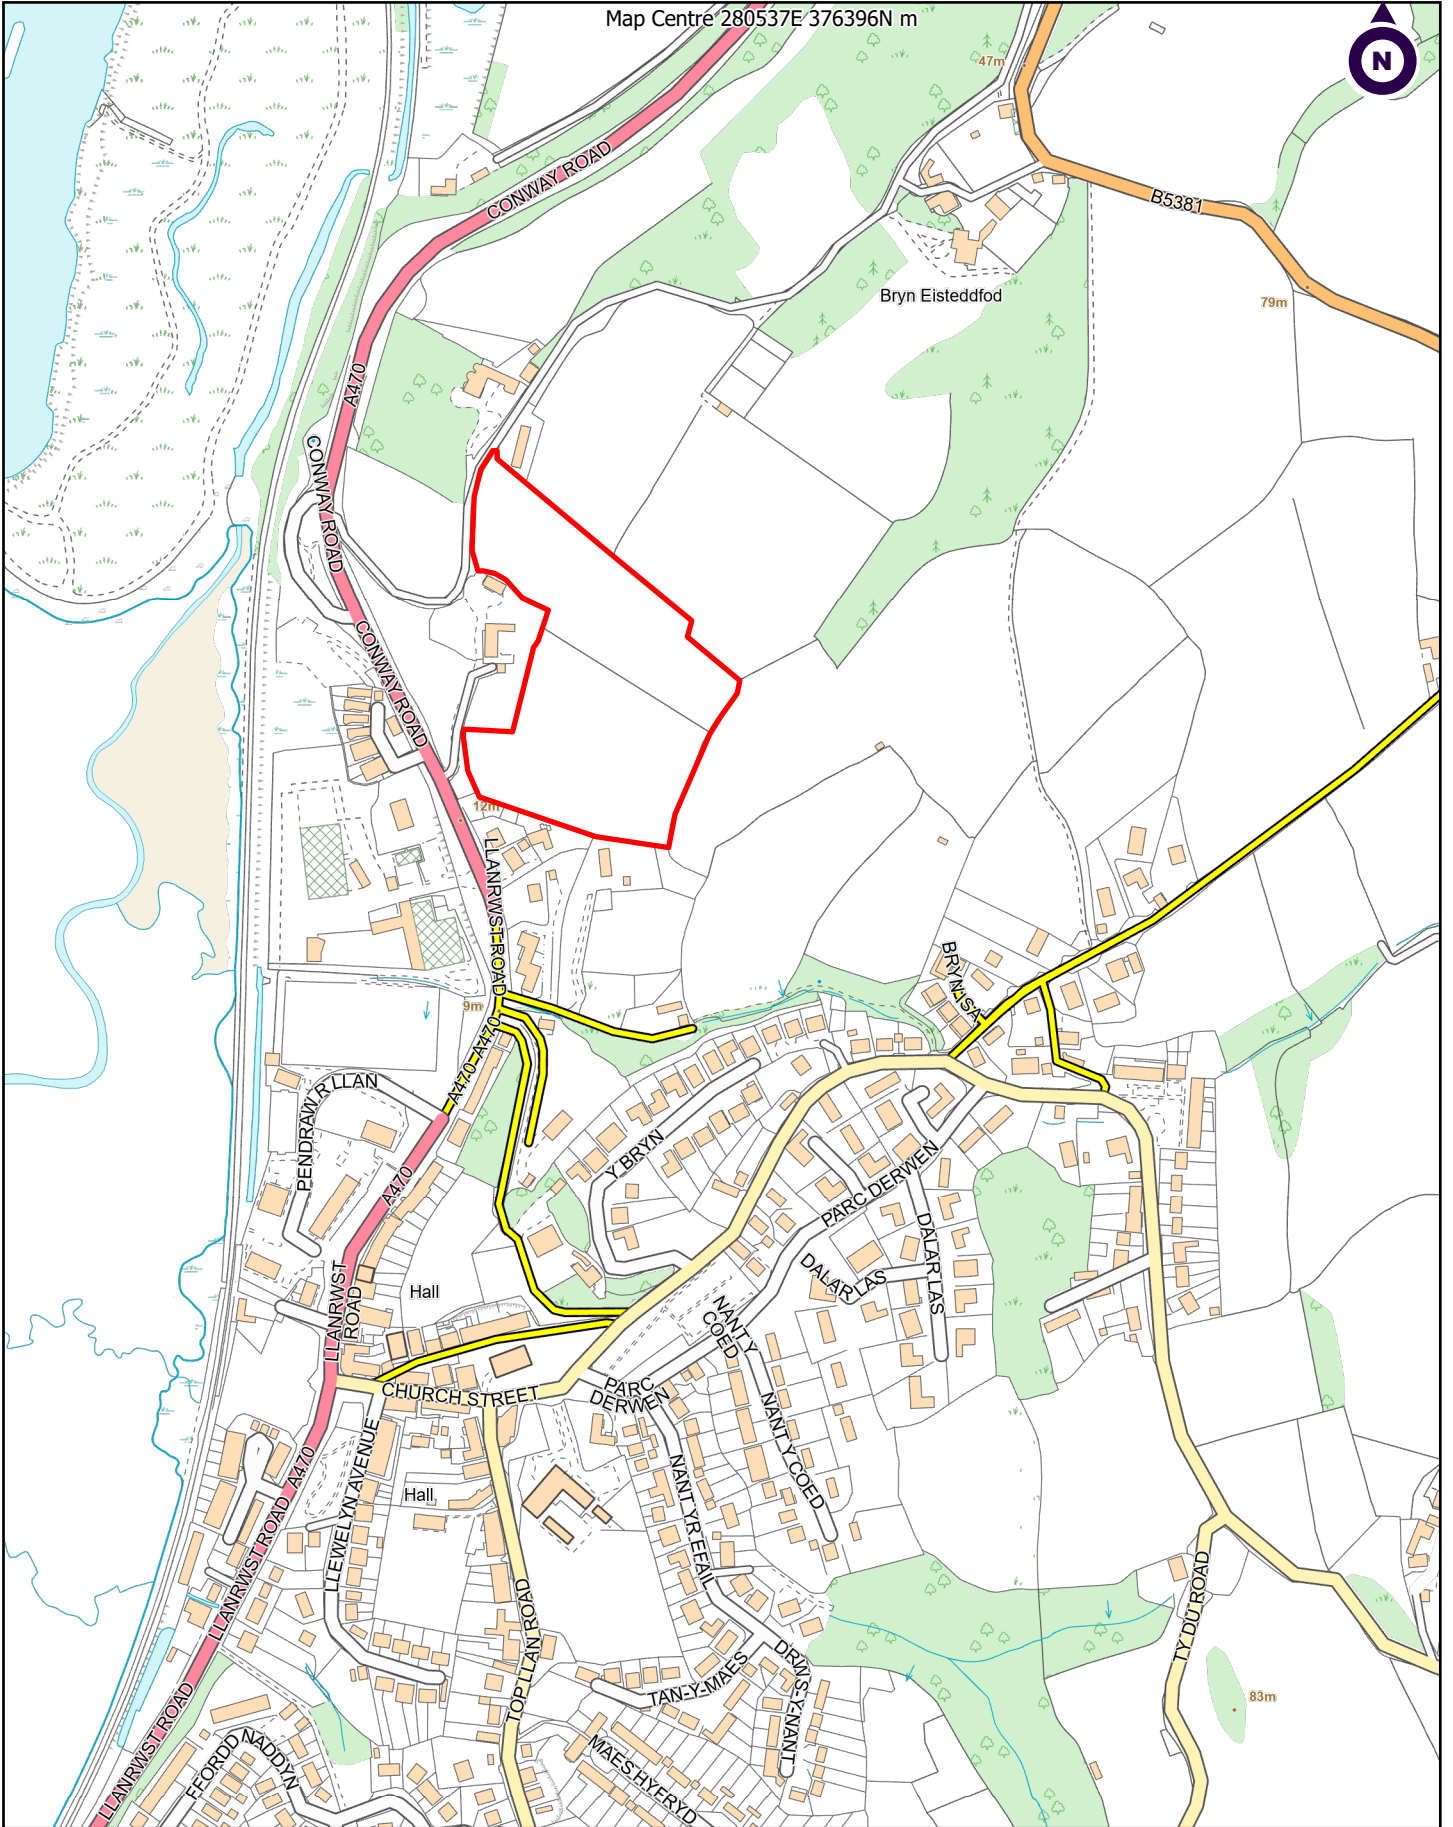 Map Centre 280537E 376396N m
N
47m
CONWAY ROAD
B5381
Bryn Eisteddfod
79m
A470
CONWAY ROAD
CONWAY ROAD
12m
LLANRWST ROAD
BRYN ISA
9m
A470
A470
PENDRAW R LLAN
Y BRYN
A470
PARC DERWEN
DALAR LAS
DALAR LAS
LLANRWST
ROAD
Hall
NANT Y
COED
CHURCH STREET
PARC
DERWEN
NANT Y COED
LLEWELYN AVENUE
A470
Hall
NANT YR EFAIL
LLANRWST ROAD
TOP LLAN ROAD
TY DU ROAD
DRWS-Y-NANT
TAN-Y-MAES
83m
LLANRWST ROAD
FFORDD NADDYN
MAES HYFRYD